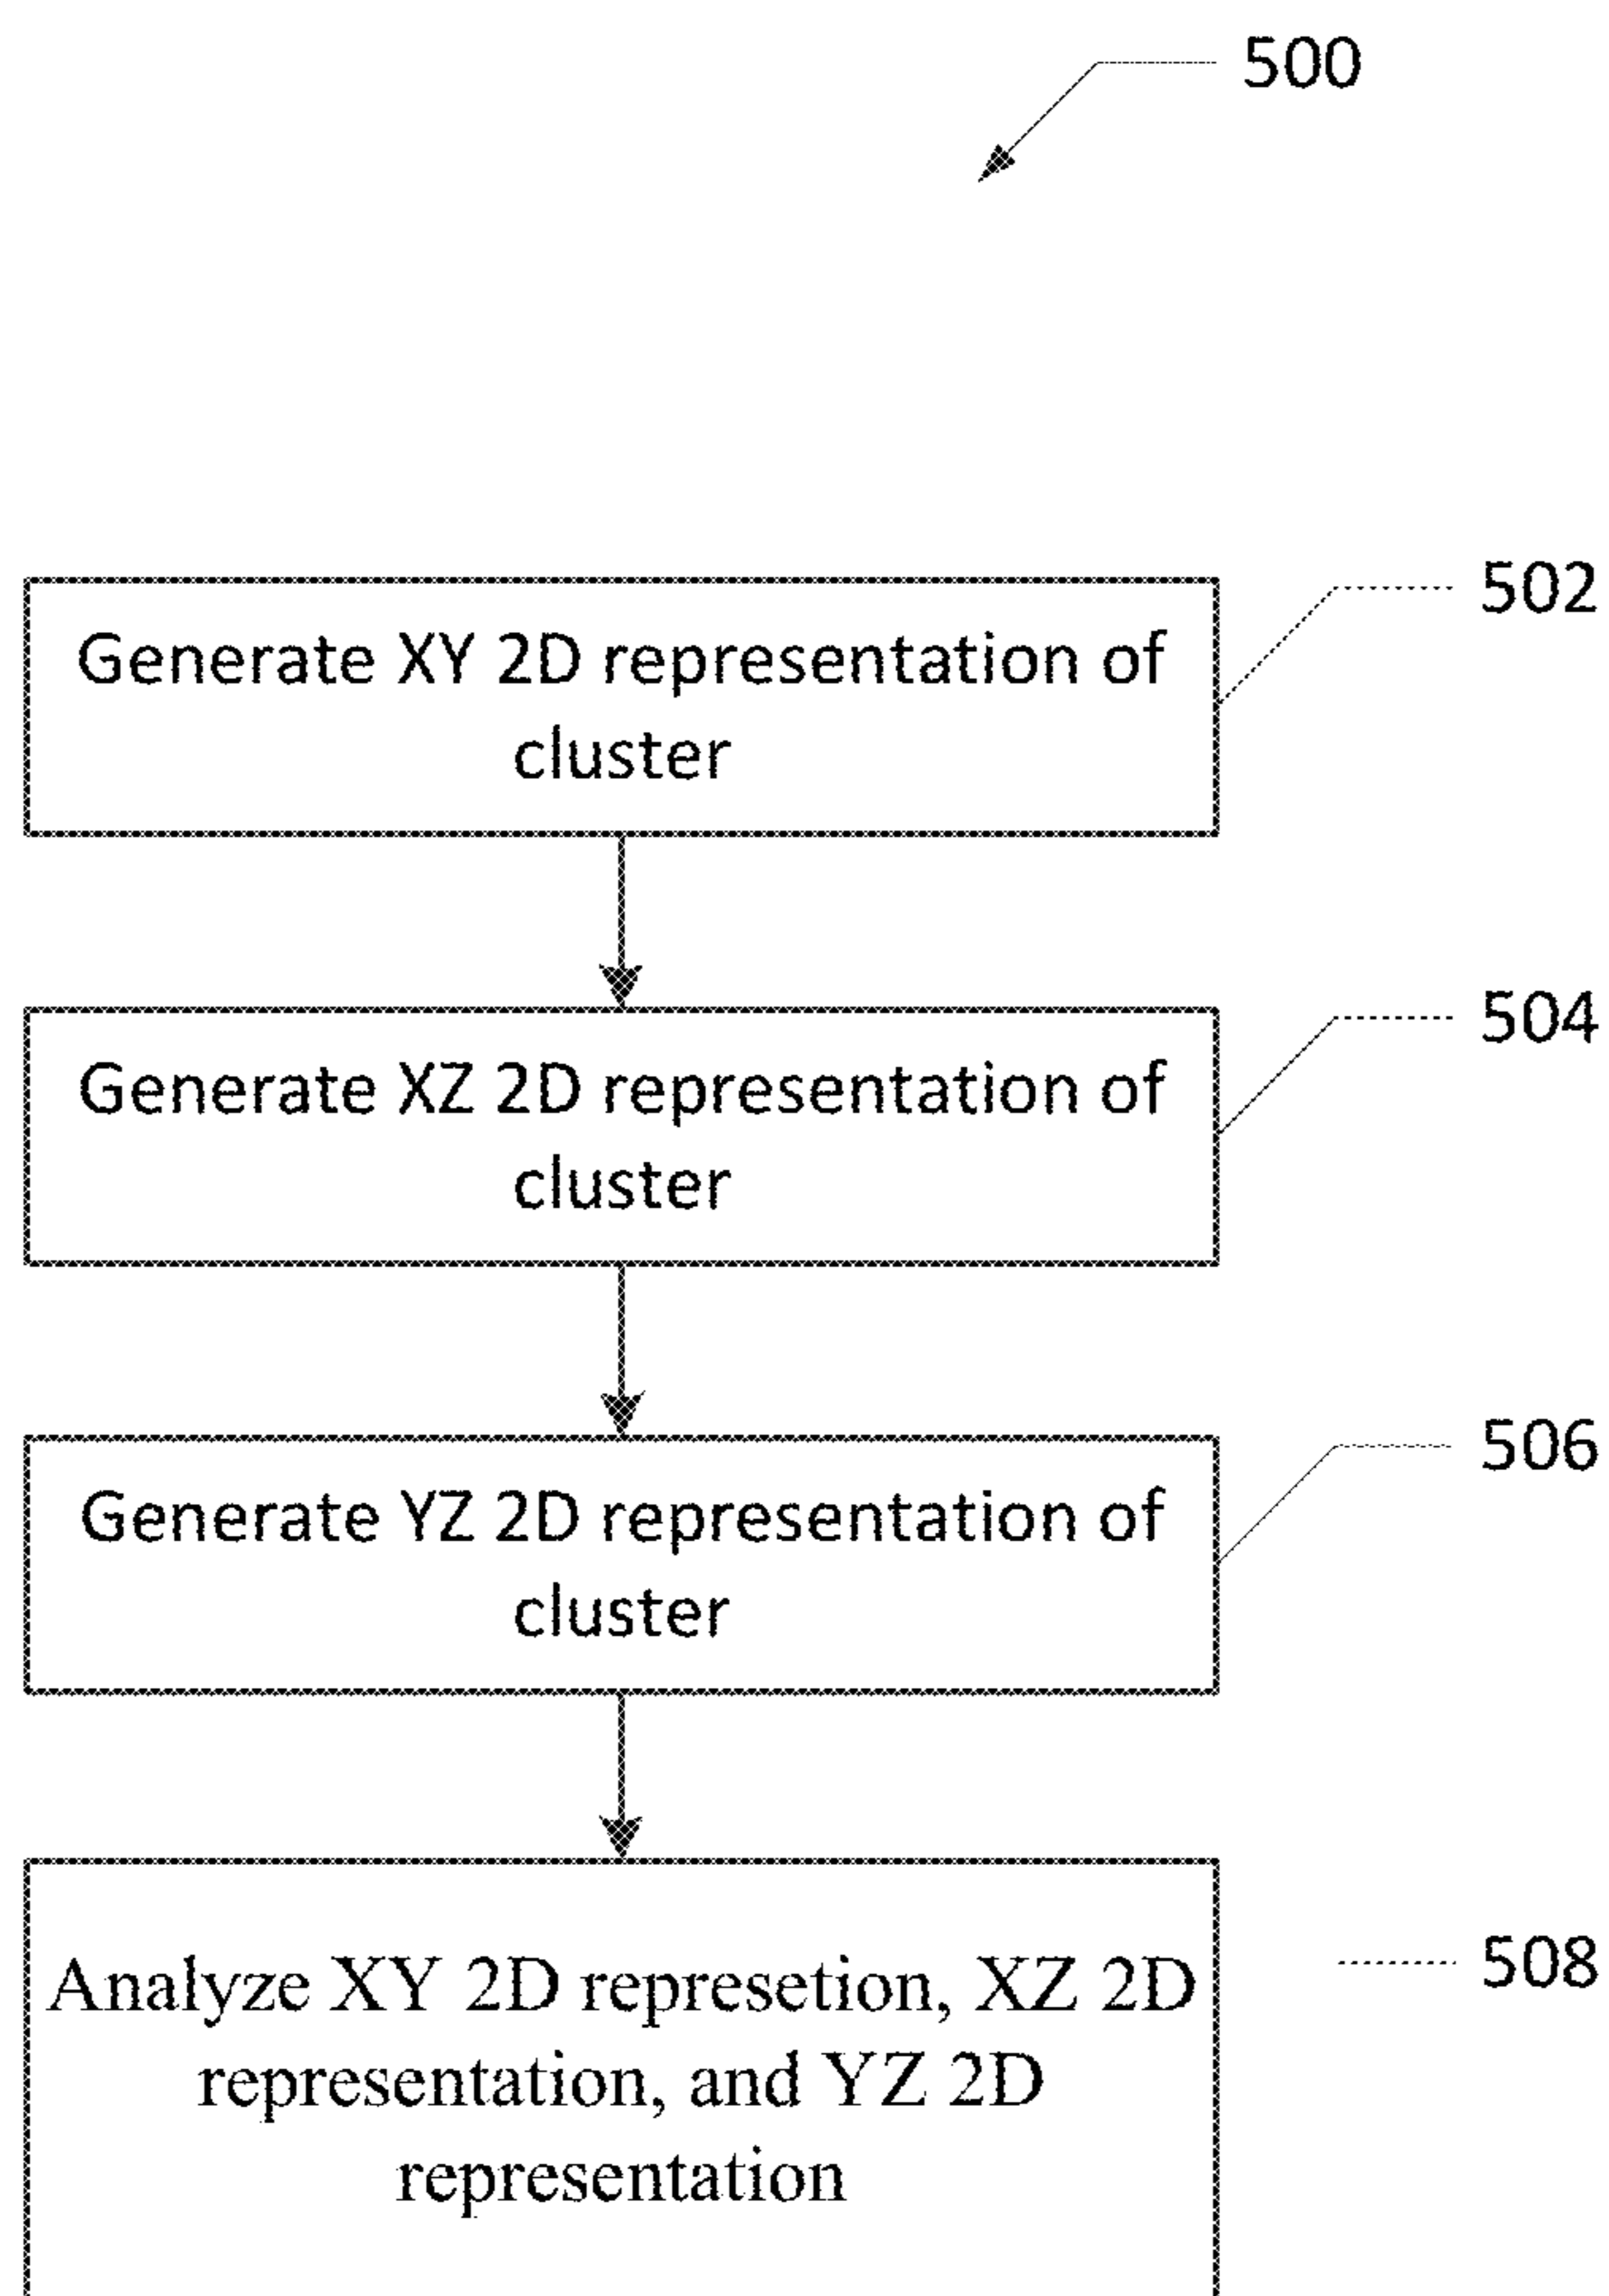 500
502
Generate XY 2D representation of
cluster
504
Generate XZ 2D representation of
cluster
506
Generate YZ 2D representation of
cluster
508
Analyze XY 2D represetion, XZ 2D
representation, and YZ 2D
representation